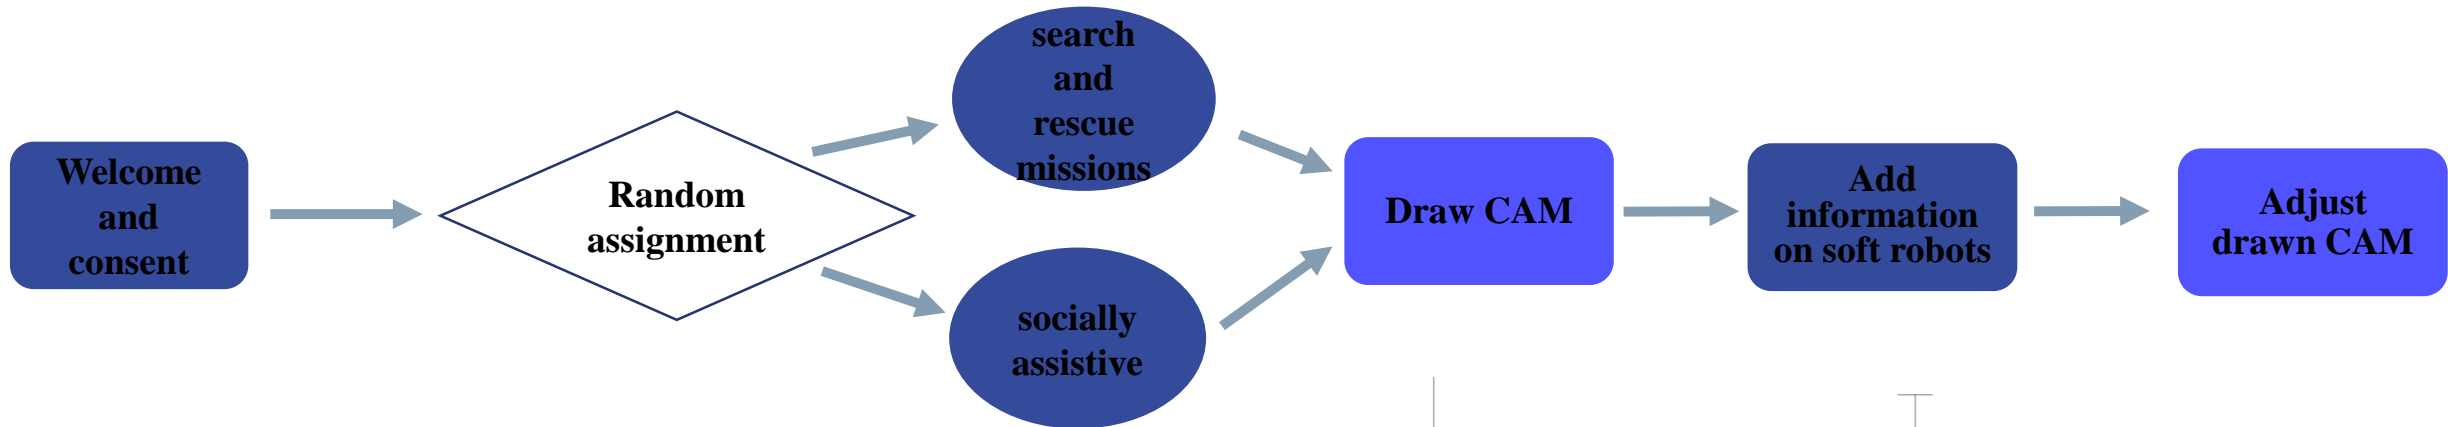 Welcome
and
consent
Random
assignment
search
and
rescue
missions
socially
assistive
Draw CAM
Add
information
on soft robots
Adjust
drawn CAM